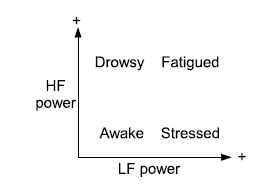 +
Drowsy Fatigued
HF
power
Awake Stressed
+
LF power